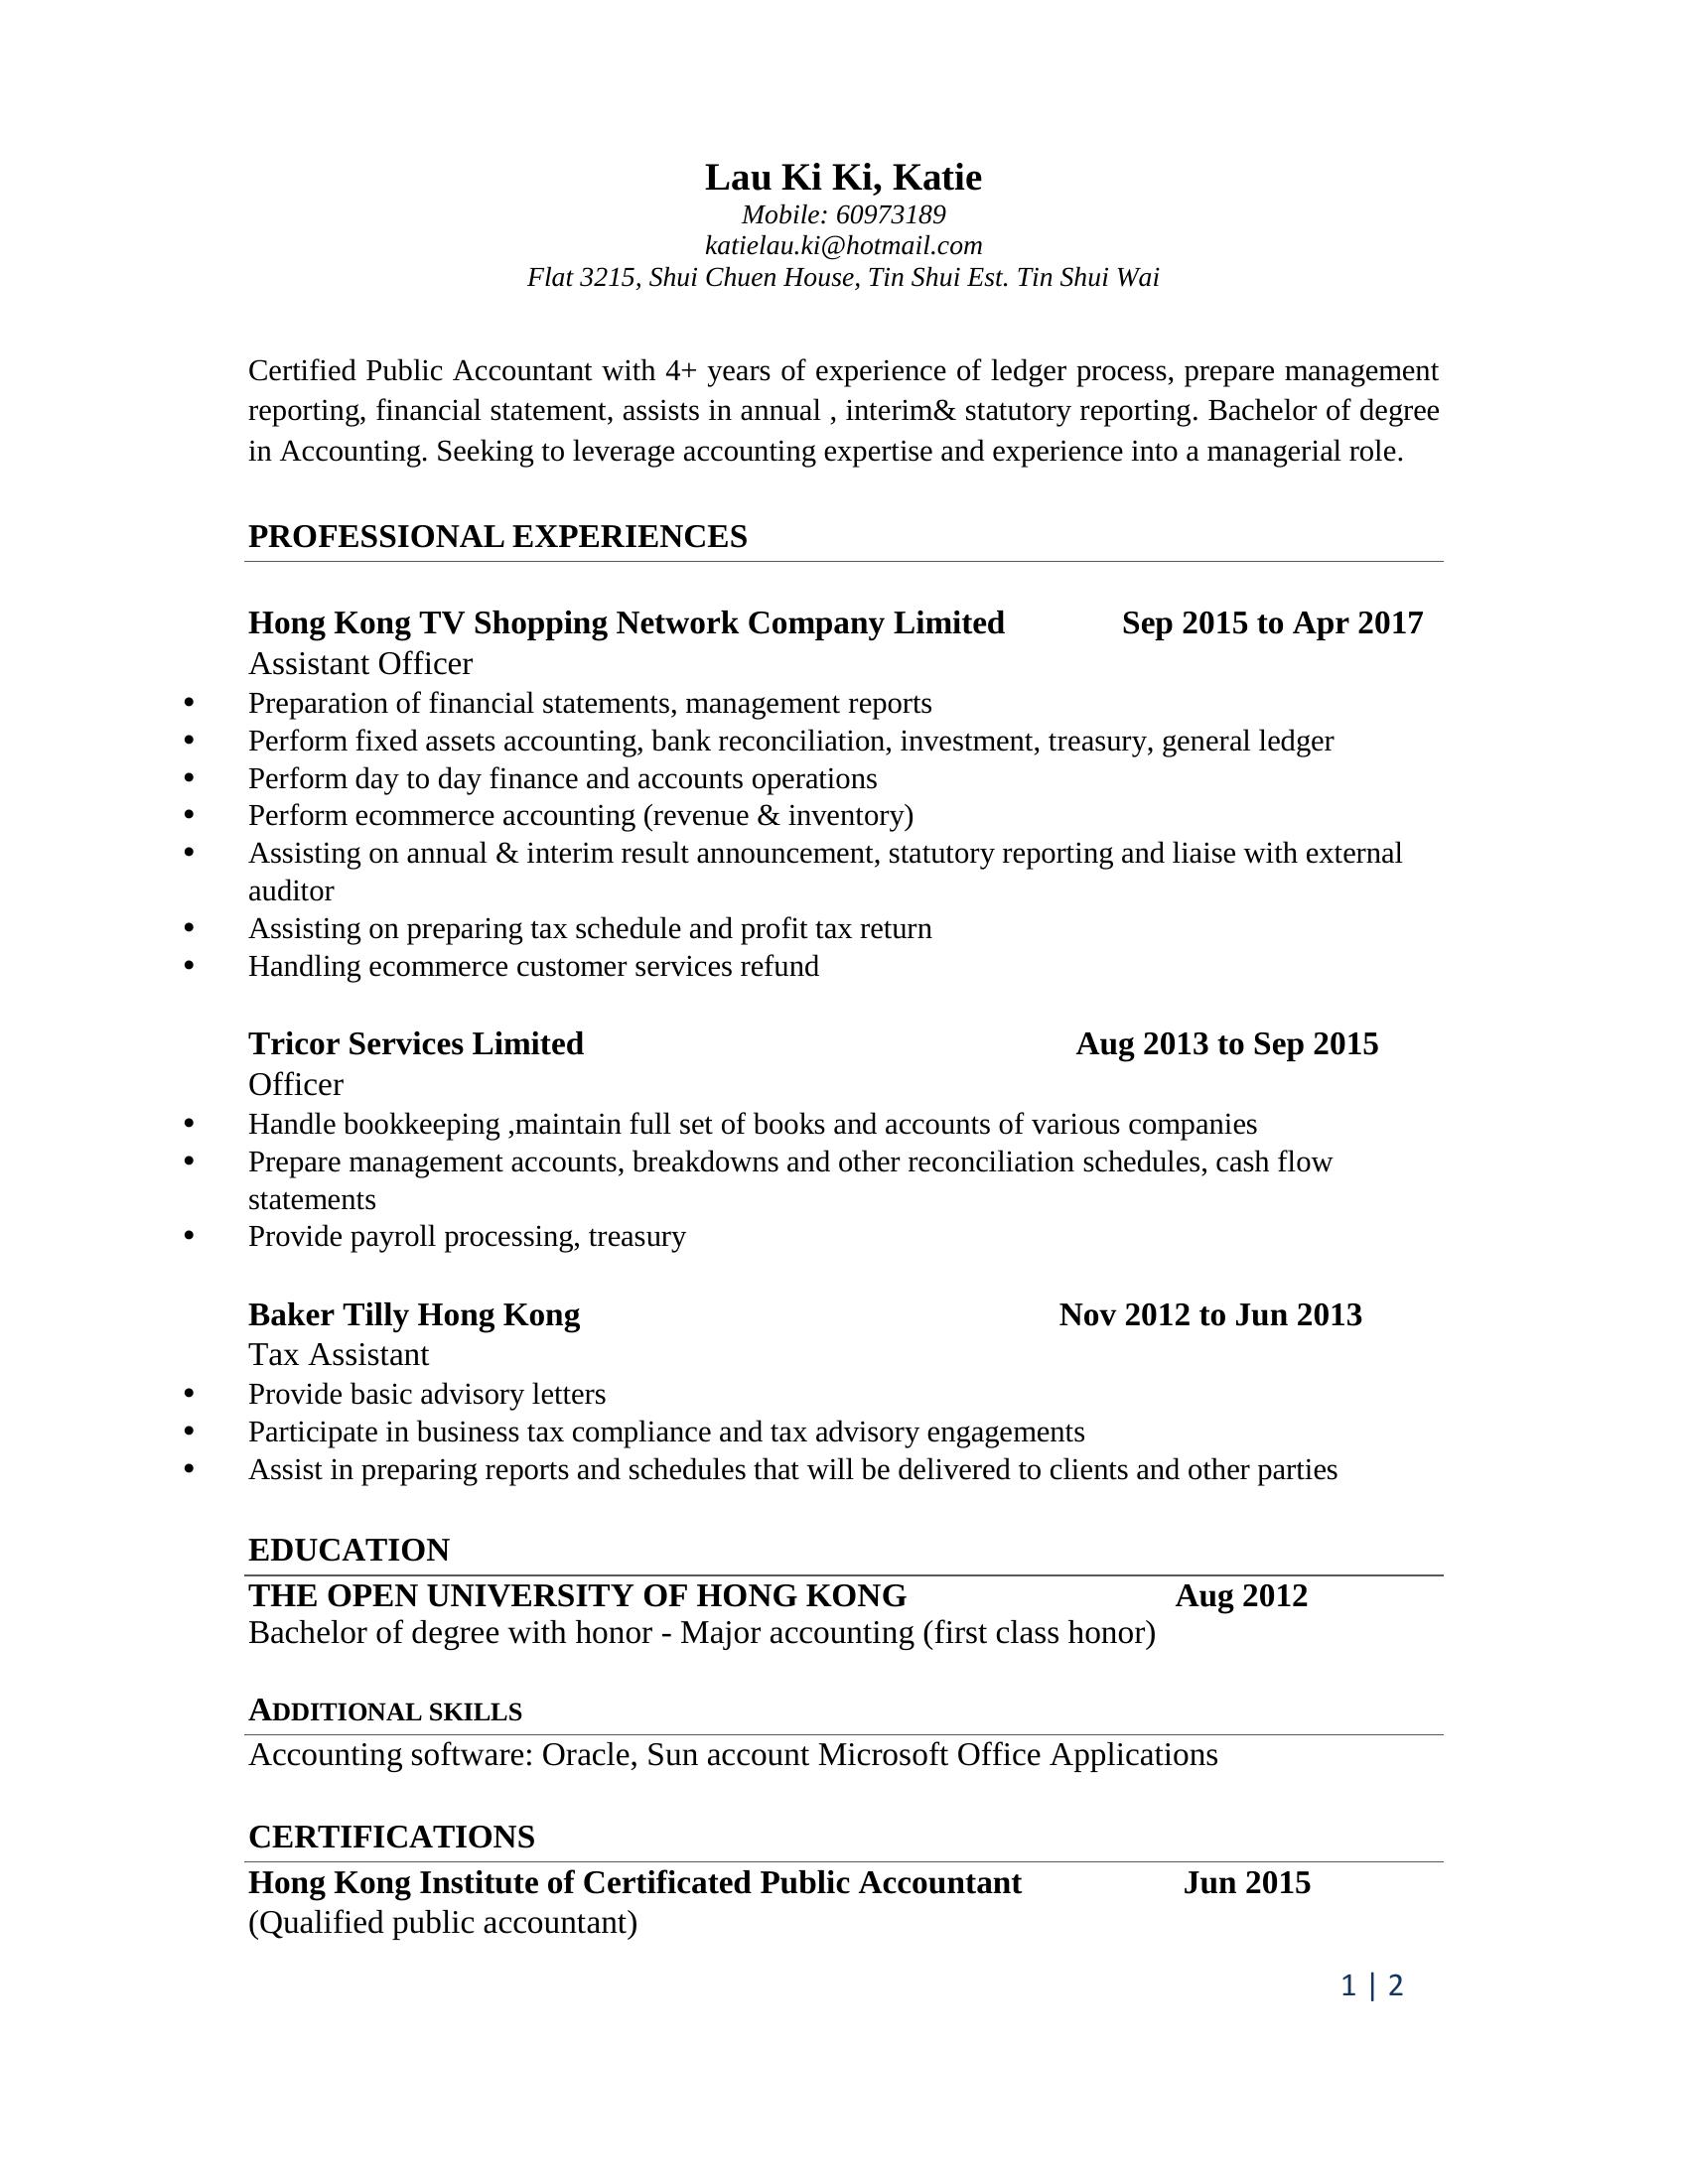 Lau Ki Ki, Katie
Mobile: 60973189
katielau.ki@hotmail.com
Flat 3215, Shui Chuen House, Tin Shui Est. Tin Shui Wai
Certified Public Accountant with 4+ years of experience of ledger process, prepare management
reporting, financial statement, assists in annual , interim& statutory reporting. Bachelor of degree
in Accounting. Seeking to leverage accounting expertise and experience into a managerial role.
PROFESSIONAL EXPERIENCES
Hong Kong TV Shopping Network Company Limited Sep 2015 to Apr 2017
Assistant Officer
• Preparation of financial statements, management reports
• Perform fixed assets accounting, bank reconciliation, investment, treasury, general ledger
• Perform day to day finance and accounts operations
• Perform ecommerce accounting (revenue & inventory)
• Assisting on annual & interim result announcement, statutory reporting and liaise with external
auditor
• Assisting on preparing tax schedule and profit tax return
• Handling ecommerce customer services refund
Tricor Services Limited Aug 2013 to Sep 2015
Officer
• Handle bookkeeping ,maintain full set of books and accounts of various companies
• Prepare management accounts, breakdowns and other reconciliation schedules, cash flow
statements
• Provide payroll processing, treasury
Baker Tilly Hong Kong Nov 2012 to Jun 2013
Tax Assistant
• Provide basic advisory letters
• Participate in business tax compliance and tax advisory engagements
• Assist in preparing reports and schedules that will be delivered to clients and other parties
EDUCATION
THE OPEN UNIVERSITY OF HONG KONG Aug 2012
Bachelor of degree with honor - Major accounting (first class honor)
ADDITIONAL SKILLS
Accounting software: Oracle, Sun account Microsoft Office Applications
CERTIFICATIONS
Hong Kong Institute of Certificated Public Accountant Jun 2015
(Qualified public accountant)
1 | 2